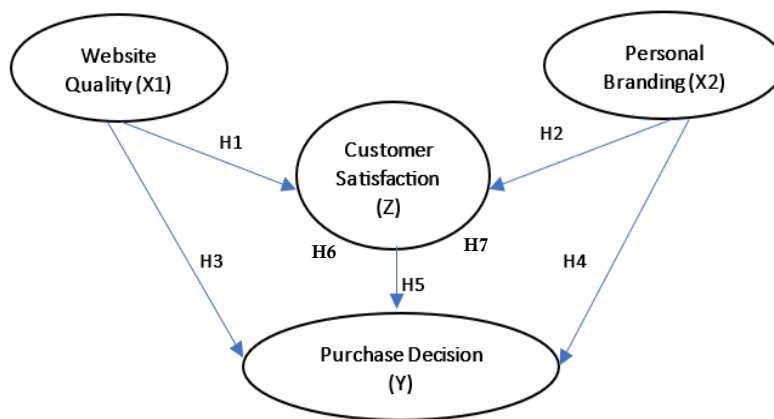 Website
Quality (X1)
Personal
Branding (X2)
H1
H2
Customer
Satisfaction
(Z)
H6
H7
H3
H5
H4
Purchase Decision
(Y)